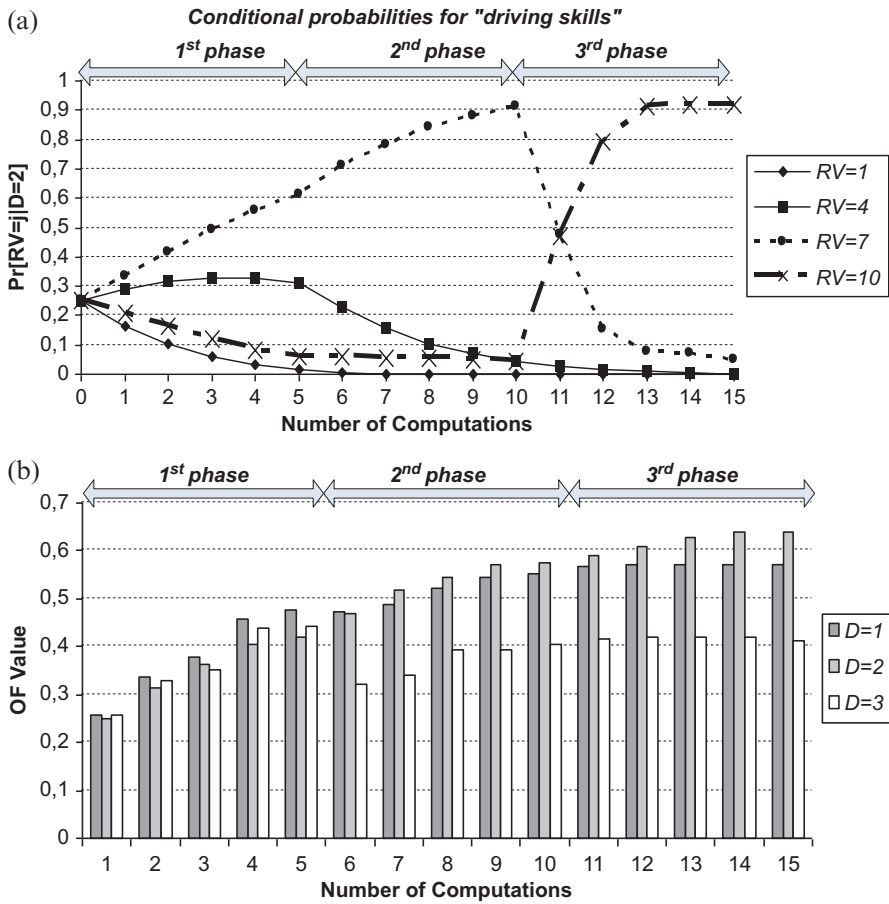 (a)
Conditional probabilities for "driving skills"
1st phase
2nd phase
3rd phase
1
0,9
0,8
0,7
0,6
0,5
0,4
0,3
0,2
0,1
0
Pr[RV=j|D=2]
0 1 2 3 4 5 6 7 8 9 10 11 12 13 14 15
Number of Computations
RV=1
RV=4
RV=7
RV=10
(b)
1st phase
2nd phase
3rd phase
0,7
0,6
0,5
0,4
0,3
0,2
0,1
0
OF Value
1 2 3 4 5 6 7 8 9 10 11 12 13 14 15
Number of Computations
D=1
D=2
D=3